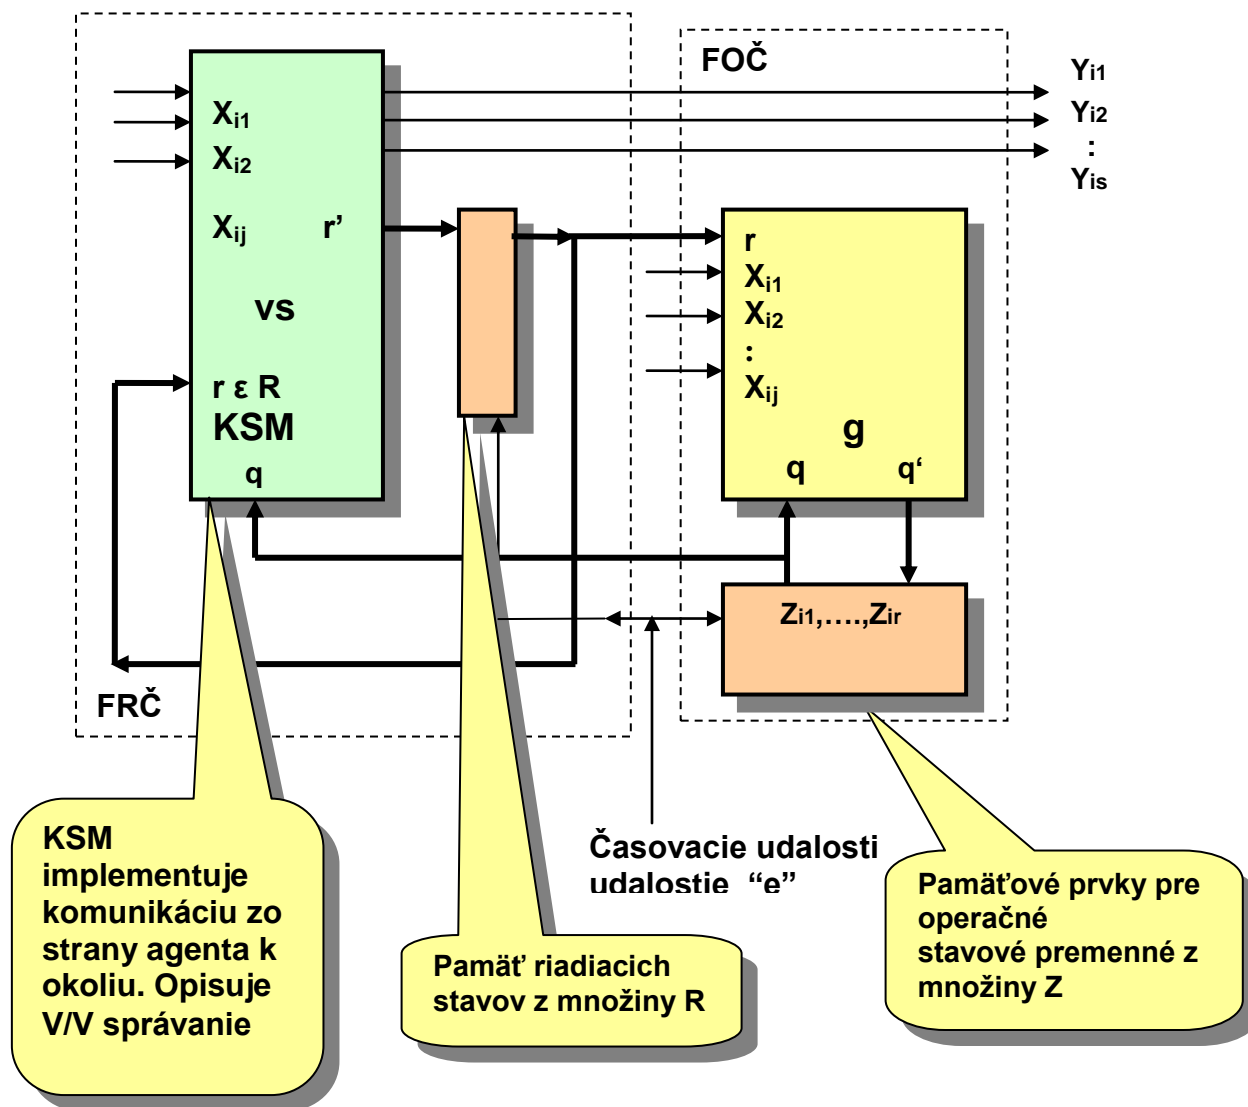 FOČ
Yi1
Yi2
:
Yis
Xi1
Xi2
Xij r’
vs
r ε R
KSM
q
r
Xi1
Xi2
:
Xij
g
q q‘
Zi1,….,Zir
FRČ
Časovacie udalosti
udalostie “e”
KSM
implementuje
komunikáciu zo
strany agenta k
okoliu. Opisuje
V/V správanie
Pamäť riadiacich
stavov z množiny R
Pamäťové prvky pre
operačné
stavové premenné z
množiny Z